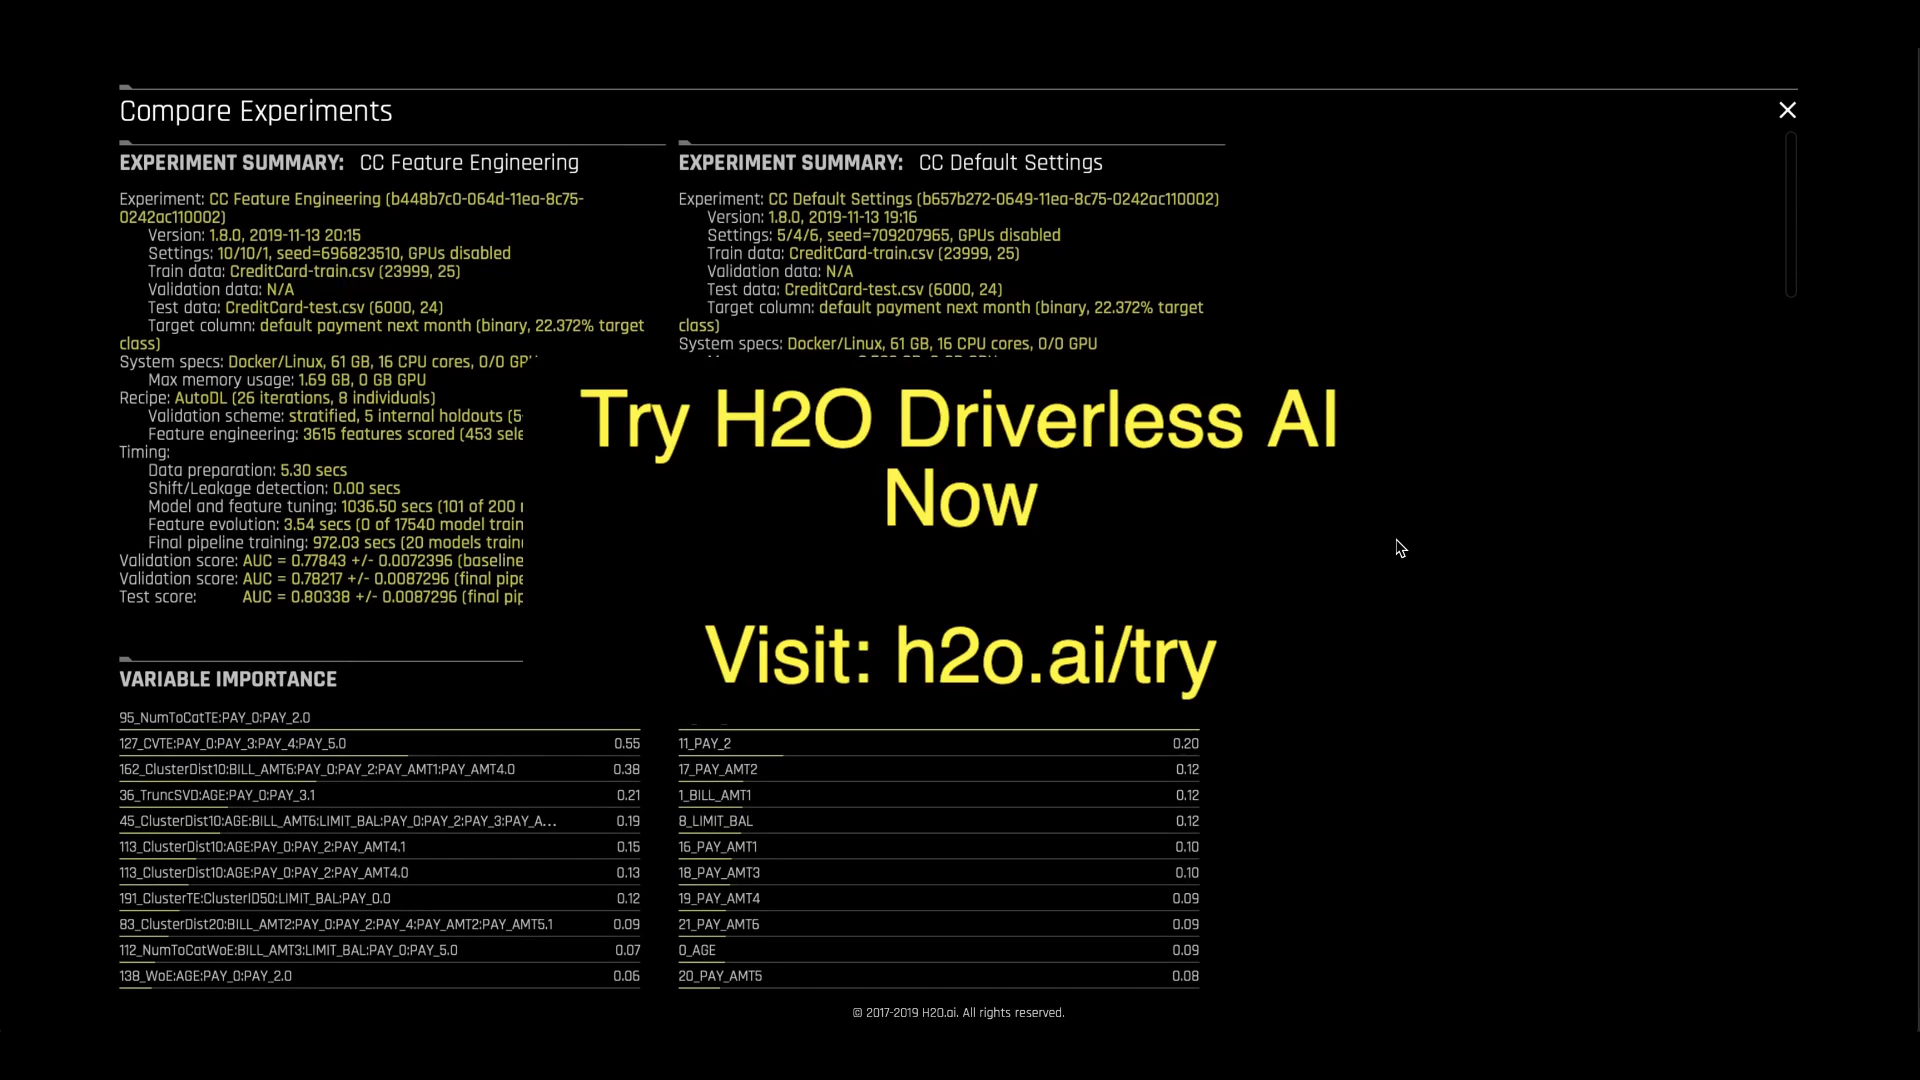 Compare Experiments
EXPERIMENT SUMMARY: CC Feature Engineering
Experiment: CC Feature Engineering (b448b7c0-064d-11ea-8c75-
0242ac110002)
Version: 1.8.0, 2019-11-13 20:15
Settings: 10/10/1, seed=696823510, GPUs disabled
Train data: CreditCard-train.csv (23999, 25)
Validation data: N/A
Test data: CreditCard-test.csv (6000, 24)
Target column: default payment next month (binary, 22.372% target
class)
System specs: Docker/Linux, 61 GB, 16 CPU cores, 0/0
Max memory usage: 1.69 GB, 0 GB GPU
Recipe: AutoDL (26 iterations, 8 individuals)
Validation scheme: stratified, 5 internal holdouts
Feature engineering: 3615 features scored (453
Timing:
Data preparation: 5.30 secs
Shift/Leakage detection: 0.00 secs
Model and feature tuning: 1036.50 secs (101 of 200
Feature evolution: 3.54 secs (0 of 17540 model
Final pipeline training: 972.03 secs (20 models
Validation score: AUC = 0.77843 +/- 0.0072396 (baseline
Validation score: AUC = 0.78217 +/- 0.0087296 (final
Test score: AUC = 0.80338 +/- 0.0087296 (final
EXPERIMENT SUMMARY: CC Default Settings
Experiment: CC Default Settings (b657b272-0649-11ea-8c75-0242ac110002)
Version: 1.8.0, 2019-11-13 19:16
Settings: 5/4/6, seed=709207965, GPUs disabled
Train data: CreditCard-train.csv (23999, 25)
Validation data: N/A
Test data: CreditCard-test.csv (6000, 24)
Target column: default payment next month (binary, 22.372% target
class)
System specs: Docker/Linux, 61 GB, 16 CPU cores, 0/0 GPU
Try H2O Driverless AI
Now
Visit: h2o.ai/try
VARIABLE IMPORTANCE
95_NumToCatTE:PAY_0:PAY_2.0
127_CVTE:PAY_0:PAY_3:PAY_4:PAY_5.0 0.55
162_ClusterDist10:BILL_AMT6:PAY_0:PAY_2:PAY_AMT1:PAY_AMT4.0 0.38
36_TruncSVD:AGE:PAY_0:PAY_3.1 0.21
45_ClusterDist10:AGE:BILL_AMT6:LIMIT_BAL:PAY_0:PAY_2:PAY_3:PAY_A... 0.19
113_ClusterDist10:AGE:PAY_0:PAY_2:PAY_AMT4.1 0.15
113_ClusterDist10:AGE:PAY_0:PAY_2:PAY_AMT4.0 0.13
191_ClusterTE:ClusterID50:LIMIT_BAL:PAY_0.0 0.12
83_ClusterDist20:BILL_AMT2:PAY_0:PAY_2:PAY_4:PAY_AMT2:PAY_AMT5.1 0.09
112_NumToCatWoE:BILL_AMT3:LIMIT_BAL:PAY_0:PAY_5.0 0.07
138_WoE:AGE:PAY_0:PAY_2.0 0.06
11_PAY_2 0.20
17_PAY_AMT2 0.12
1_BILL_AMT1 0.12
8_LIMIT_BAL 0.12
16_PAY_AMT1 0.10
18_PAY_AMT3 0.10
19_PAY_AMT4 0.09
21_PAY_AMT6 0.09
0_AGE 0.09
20_PAY_AMT5 0.08
© 2017-2019 H2O.ai. All rights reserved.